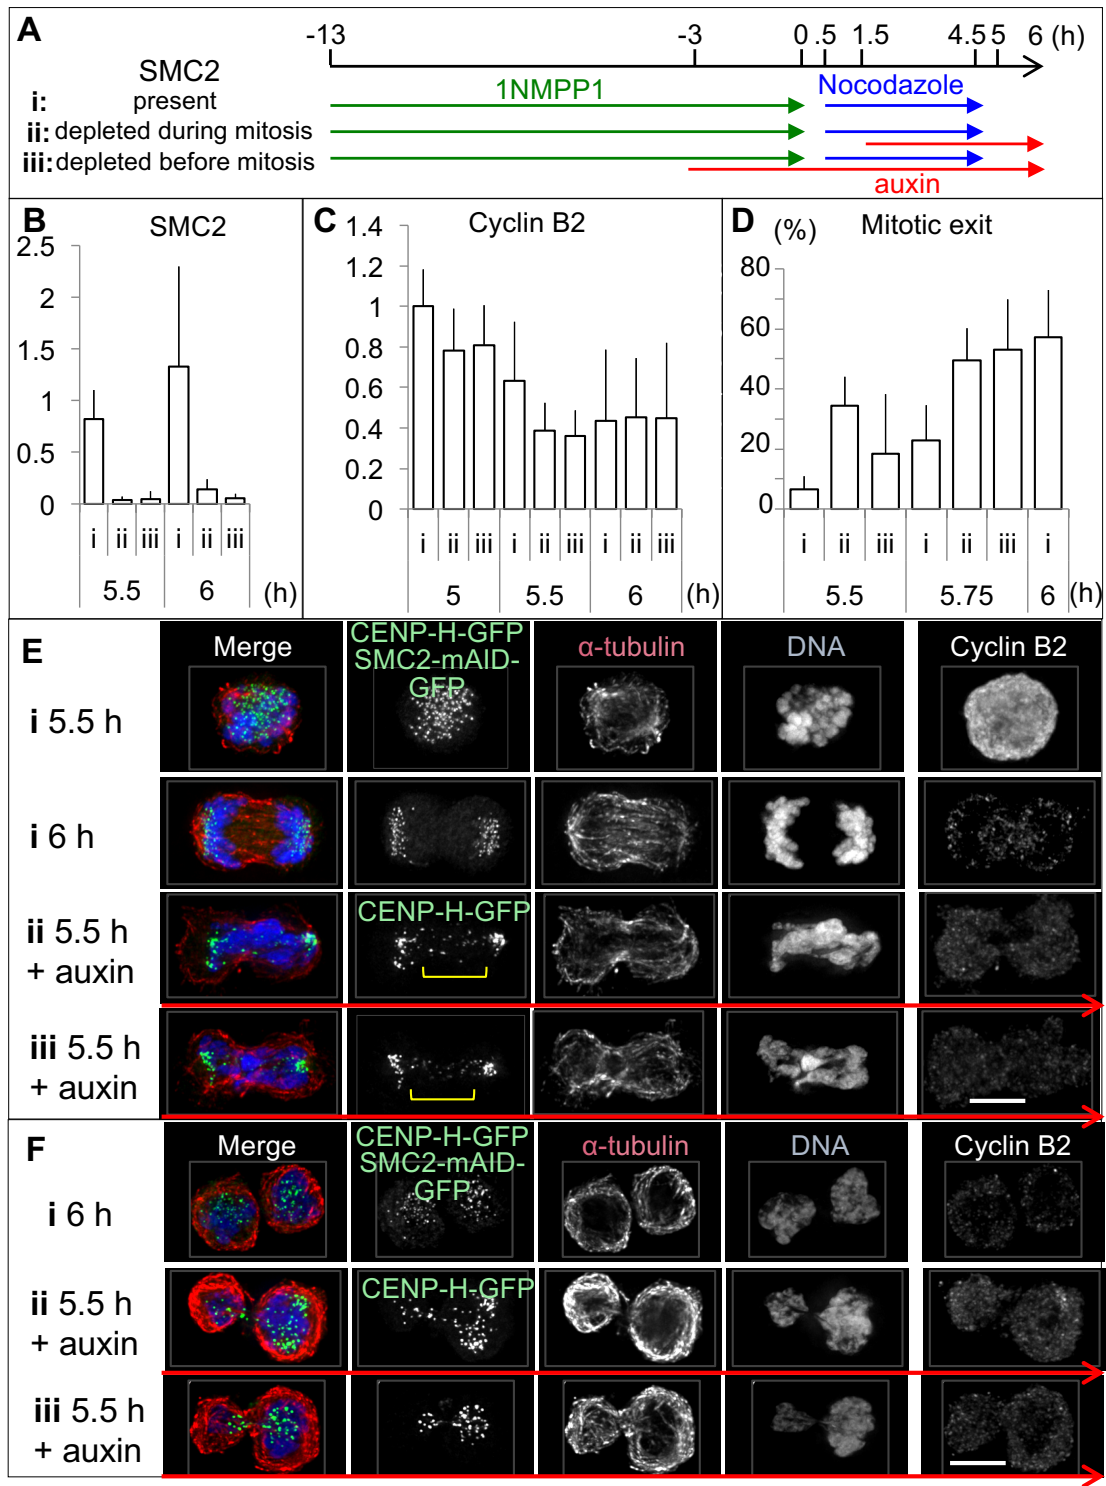 A
-13 -3 0 .5 1.5 4.5 5 6 (h)
SMC2
1NMPP1 Nocodazole
i: present
ii: depleted during mitosis
iii: depleted before mitosis
auxin
B SMC2
2.5
2
1.5
1
0.5
0
i ii iii i ii iii
5.5 6 (h)
C Cyclin B2
1.4
1.2
1
0.8
0.6
0.4
0.2
0
i ii iii i ii iii i ii iii
5 5.5 6 (h)
D (%) Mitotic exit
80
60
40
20
0
i ii iii i ii iii i
5.5 5.75 6 (h)
E
Merge CENP-H-GFP α-tubulin DNA Cyclin B2
SMC2-mAID-
GFP
i 5.5 h
i 6 h
ii 5.5 h CENP-H-GFP
+ auxin
iii 5.5 h
+ auxin
F
Merge CENP-H-GFP α-tubulin DNA Cyclin B2
SMC2-mAID-
GFP
i 6 h
ii 5.5 h CENP-H-GFP
+ auxin
iii 5.5 h
+ auxin